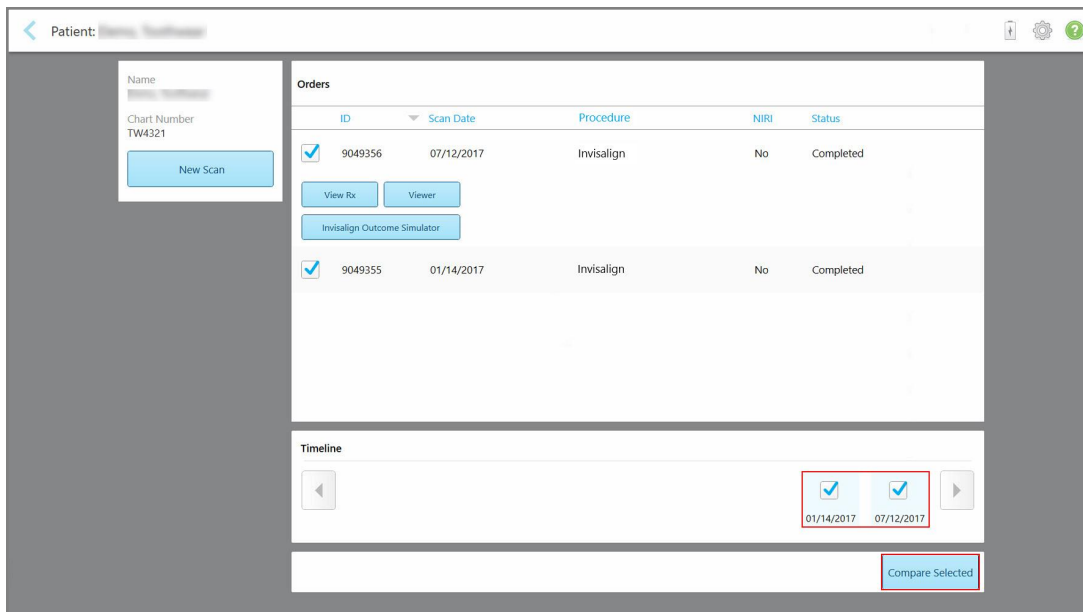 Patient:
Name
Chart Number
TW4321
New Scan
Orders
ID Scan Date Procedure NIRI Status
9049356 07/12/2017 Invisalign No Completed
View Rx Viewer
Invisalign Outcome Simulator
9049355 01/14/2017 Invisalign No Completed
Timeline
01/14/2017 07/12/2017
Compare Selected
?